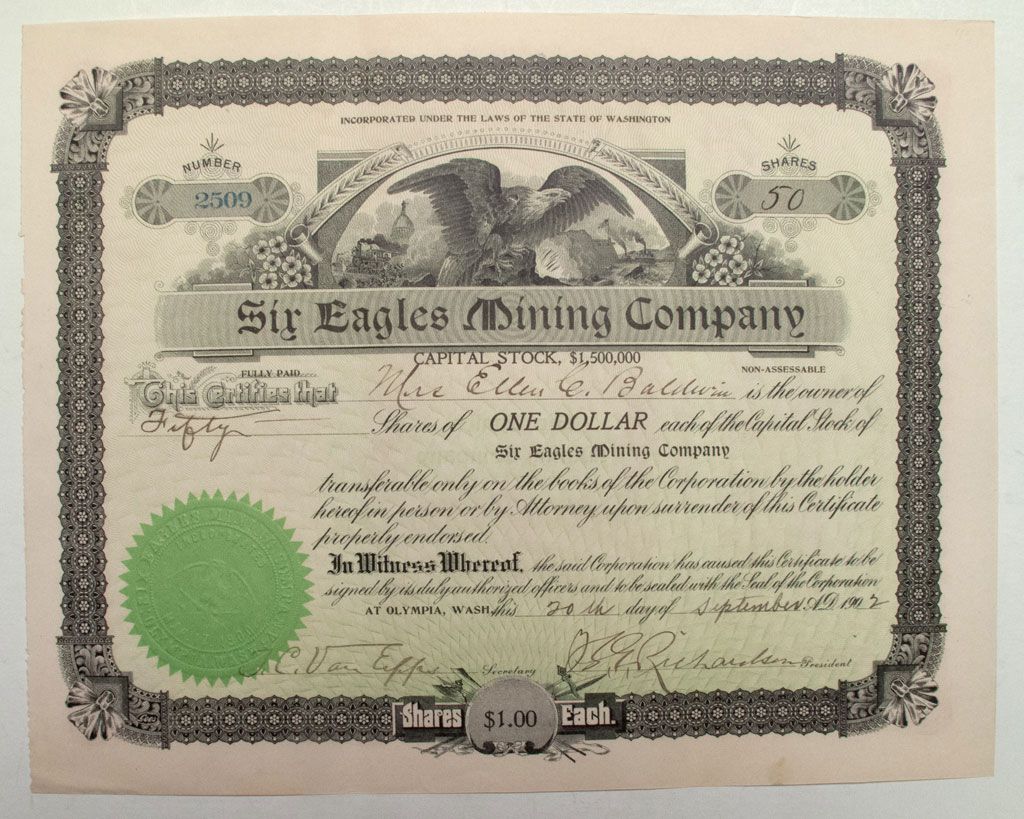 INCORPORATED UNDER THE LAWS OF THE STATE OF WASHINGTON
NUMBER
2509
SHARES
50
Six Eagles Mining Company
CAPITAL STOCK, $1,500,000
FULLY PAID
NON-ASSESSABLE
This Certifies that Mrs Ellen C. Baldwin is the owner of
Fifty Shares of ONE DOLLAR each of the Capital Stock of
Six Eagles Mining Company
transferable only on the books of the Corporation by the holder
hereof in person or by Attorney upon surrender of this Certificate
properly endorsed.
In Witness Whereof, the said Corporation has caused this Certificate to be
signed by its duly authorized officers and to be sealed with the Seal of the Corporation
AT OLYMPIA, WASH. this 20th day of September A.D. 1902
Secretary
Richardson President
Shares $1.00 Each.